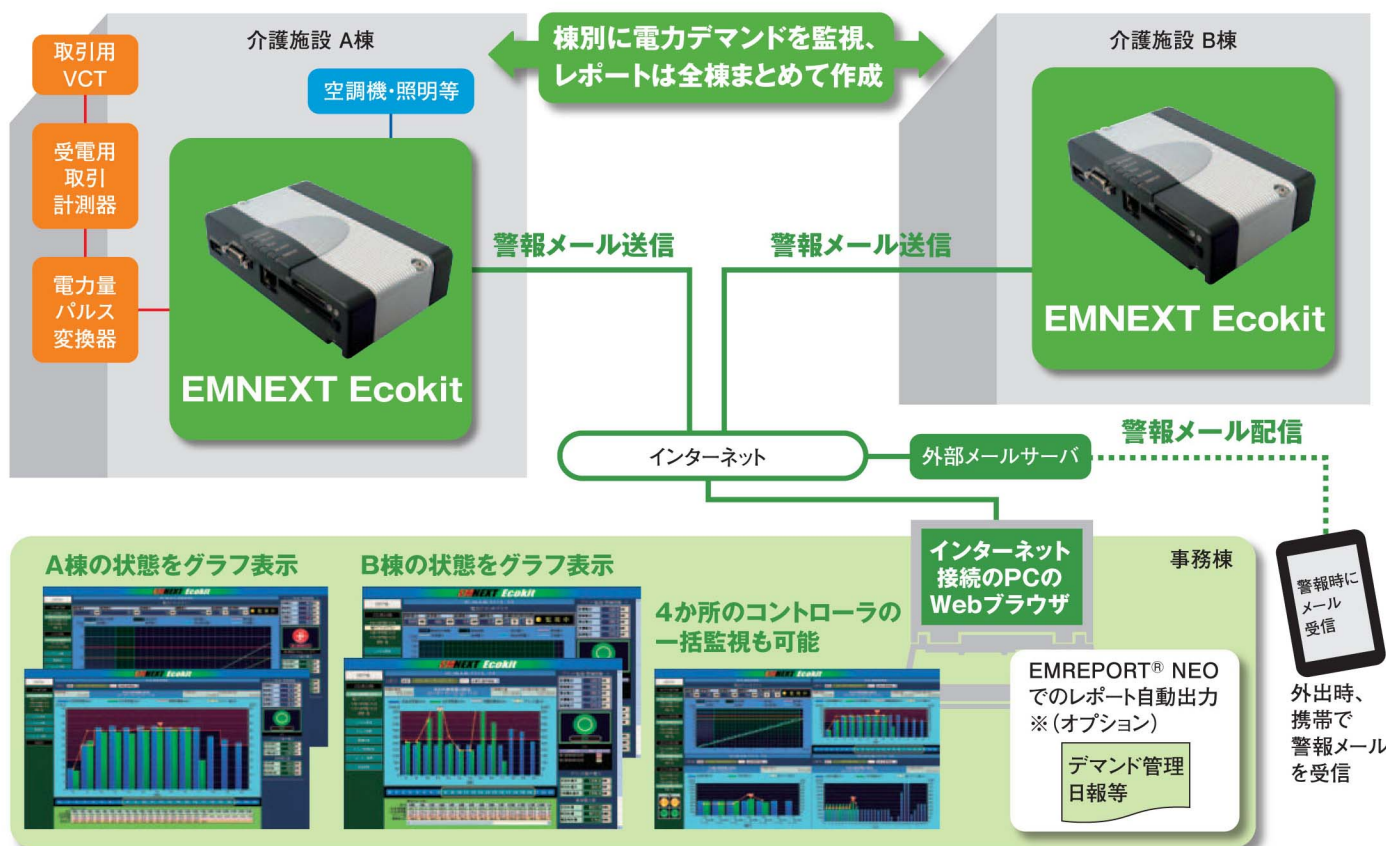 介護施設 A棟
取引用
VCT
受電用
取引
計測器
電力量
パルス
変換器
空調機・照明等
EMNEXT Ecokit
棟別に電力デマンドを監視、
レポートは全棟まとめて作成
介護施設 B棟
EMNEXT Ecokit
警報メール送信
警報メール送信
インターネット
外部メールサーバ
警報メール配信
警報時に
メール
受信
外出時、
携帯で
警報メール
を受信
事務棟
A棟の状態をグラフ表示
B棟の状態をグラフ表示
4か所のコントローラの
一括監視も可能
インターネット
接続のPCの
Webブラウザ
EMREPORT® NEO
でのレポート自動出力
※(オプション)
デマンド管理
日報等
EMNEXT Ecokit
EMNEXT Ecokit
EMNEXT Ecokit
EMNEXT Ecokit